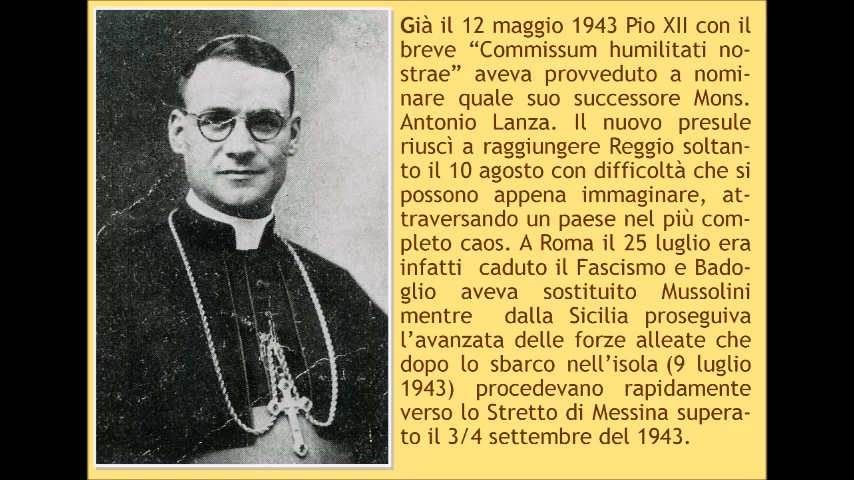 Già il 12 maggio 1943 Pio XII con il
breve “Commissum humilitati no-
strae” aveva provveduto a nomi-
nare quale suo successore Mons.
Antonio Lanza. Il nuovo presule
riuscì a raggiungere Reggio soltan-
to il 10 agosto con difficoltà che si
possono appena immaginare, at-
traversando un paese nel più com-
pleto caos. A Roma il 25 luglio era
infatti caduto il Fascismo e Bado-
glio aveva sostituito Mussolini
mentre dalla Sicilia proseguiva
l’avanzata delle forze alleate che
dopo lo sbarco nell’isola (9 luglio
1943) procedevano rapidamente
verso lo Stretto di Messina supera-
to il 3/4 settembre del 1943.